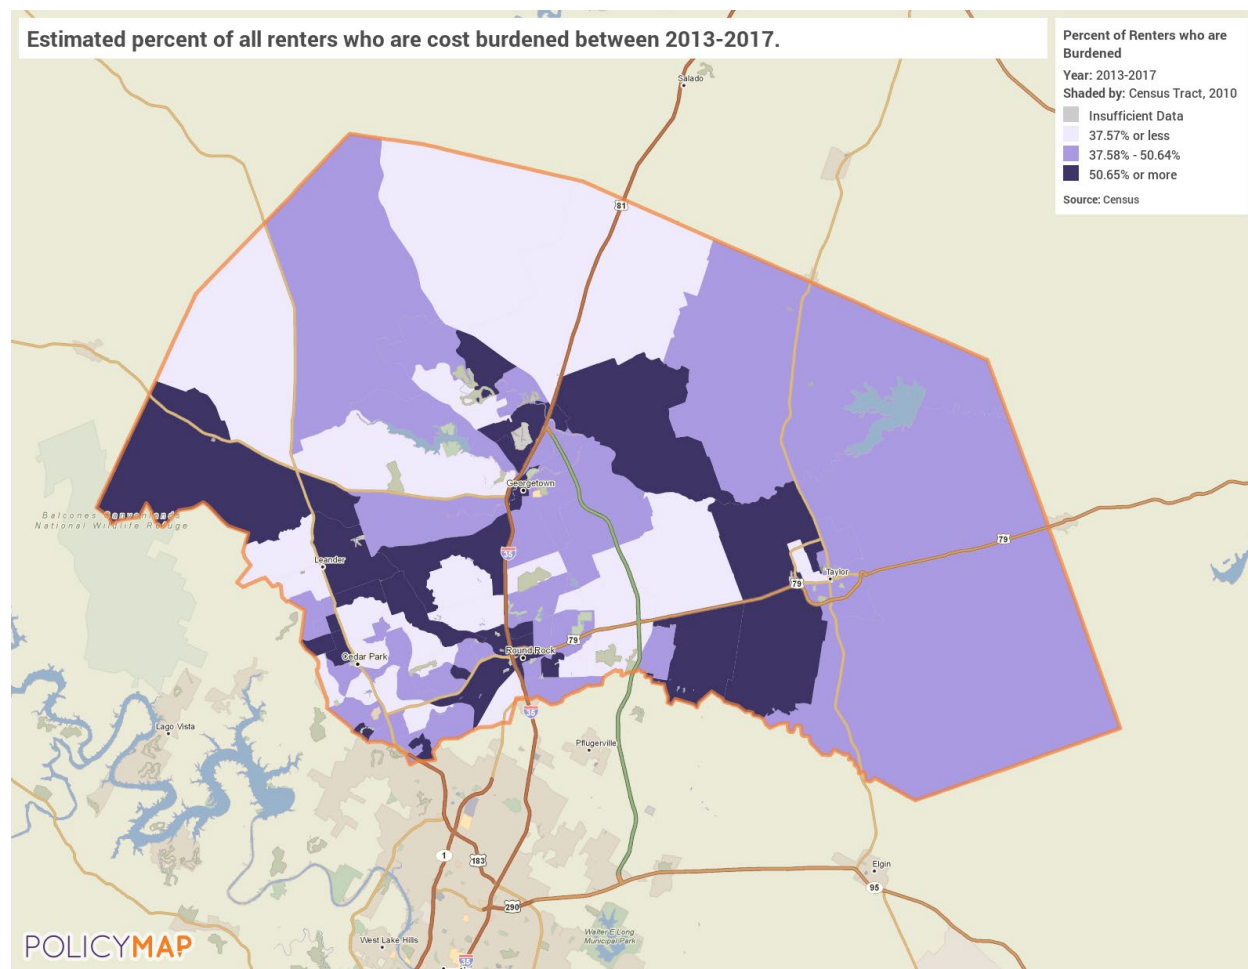 Estimated percent of all renters who are cost burdened between 2013-2017.
Percent of Renters who are
Burdened
Year: 2013-2017
Shaded by: Census Tract, 2010
Insufficient Data
37.57% or less
37.58% - 50.64%
50.65% or more
Source: Census
Salado
81
Georgetown
Balcones Canyonlands
National Wildlife Refuge
79
35
Leander
Taylor
79
79
Round Rock
Cedar Park
35
Lago Vista
Pflugerville
1
183
Elgin
95
290
Walter E Long
Municipal Park
West Lake Hills
35
POLICYMAP